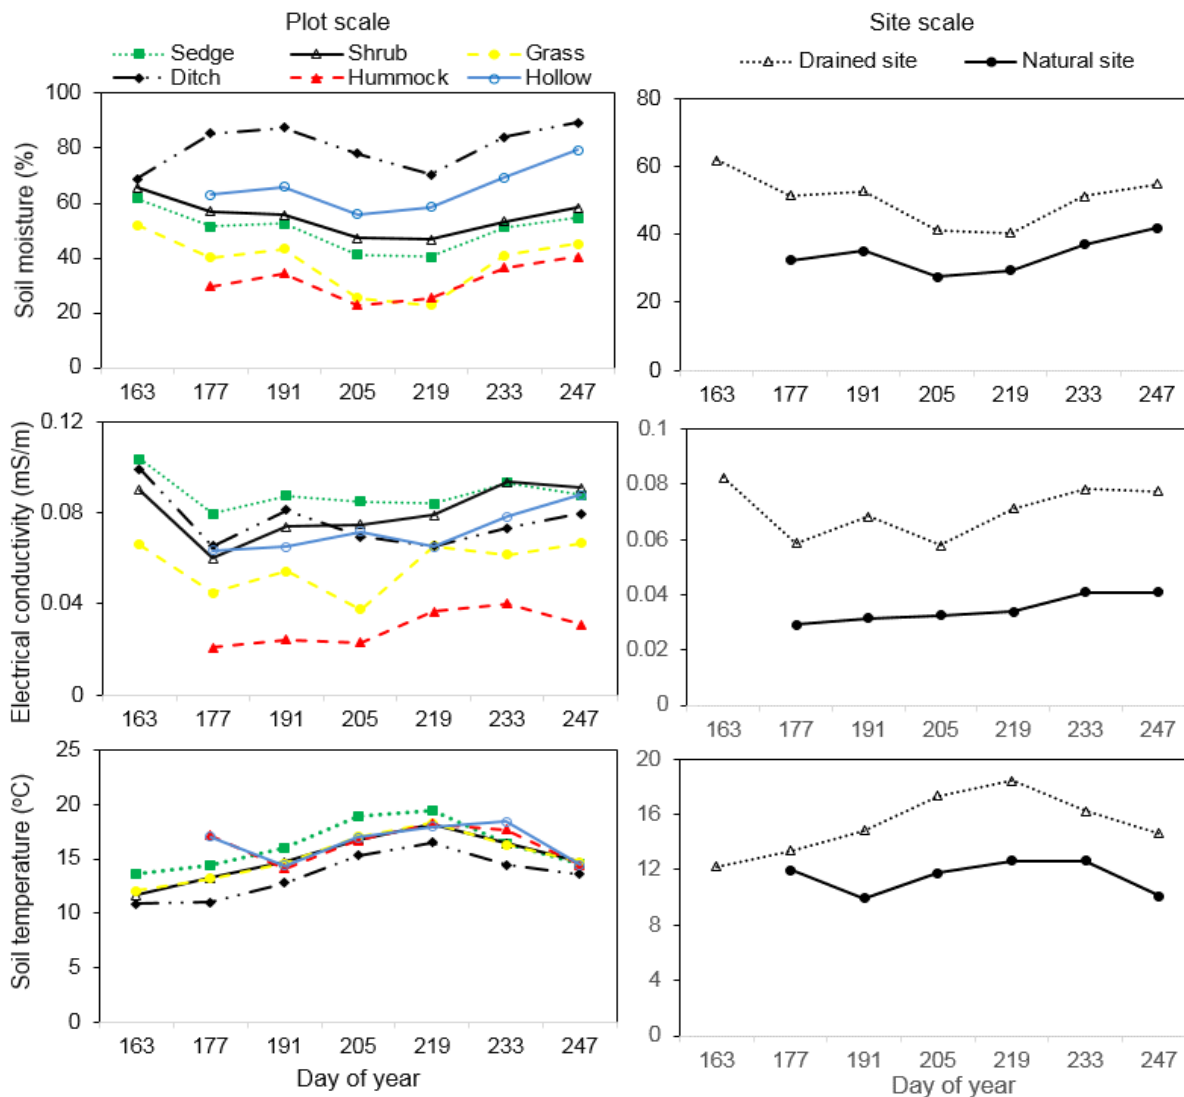 Plot scale
Sedge Shrub Grass
Ditch Hummock Hollow
Soil moisture (%)
100
80
60
40
20
0
163 177 191 205 219 233 247
Site scale
Drained site Natural site
80
60
40
20
0
163 177 191 205 219 233 247
Electrical conductivity (mS/m)
0.12
0.08
0.04
0
163 177 191 205 219 233 247
0.1
0.08
0.06
0.04
0.02
0
163 177 191 205 219 233 247
Soil temperature (ºC)
25
20
15
10
5
0
163 177 191 205 219 233 247
Day of year
20
16
12
8
4
0
163 177 191 205 219 233 247
Day of year